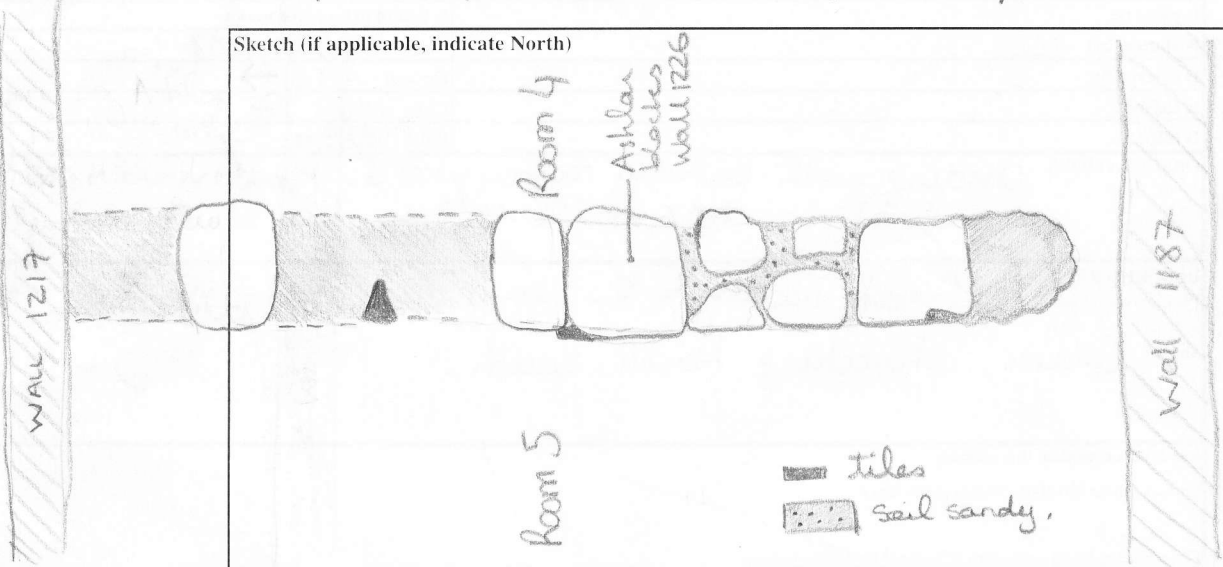 Sketch (if applicable, indicate North)
WALL 1217
Room 4
Ashlar
blocks
Wall 1226
Wall 1187
Room 5
tiles
soil sandy.